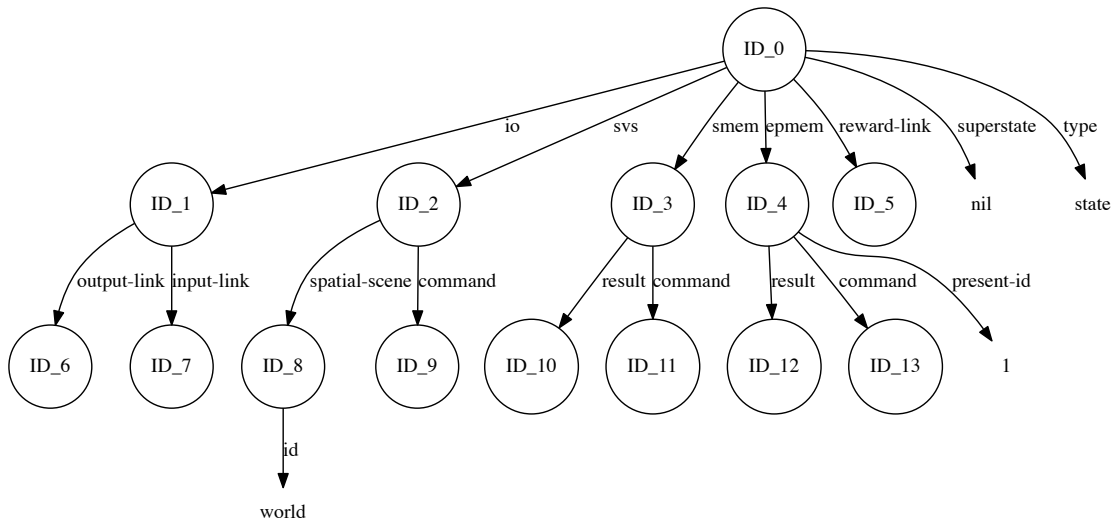 ID_0
io
svs
smem
epmem
reward-link
superstate
type
ID_1
ID_2
ID_3
ID_4
ID_5
nil
state
output-link
input-link
spatial-scene
command
result
command
result
command
present-id
ID_6
ID_7
ID_8
ID_9
ID_10
ID_11
ID_12
ID_13
1
id
world